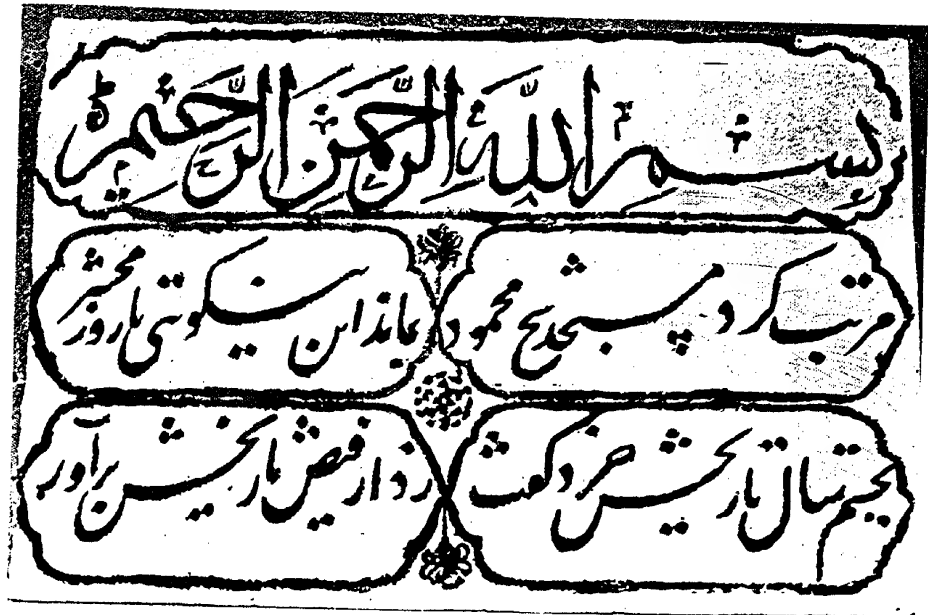 بسم الله الرحمن الرحیم
مرتب کرد مسجد شیخ محمود بماند این نیکوئی تا روز محشر
بجستم سال تاریخش خرد گفت ز دار فیض تاریخش برآور